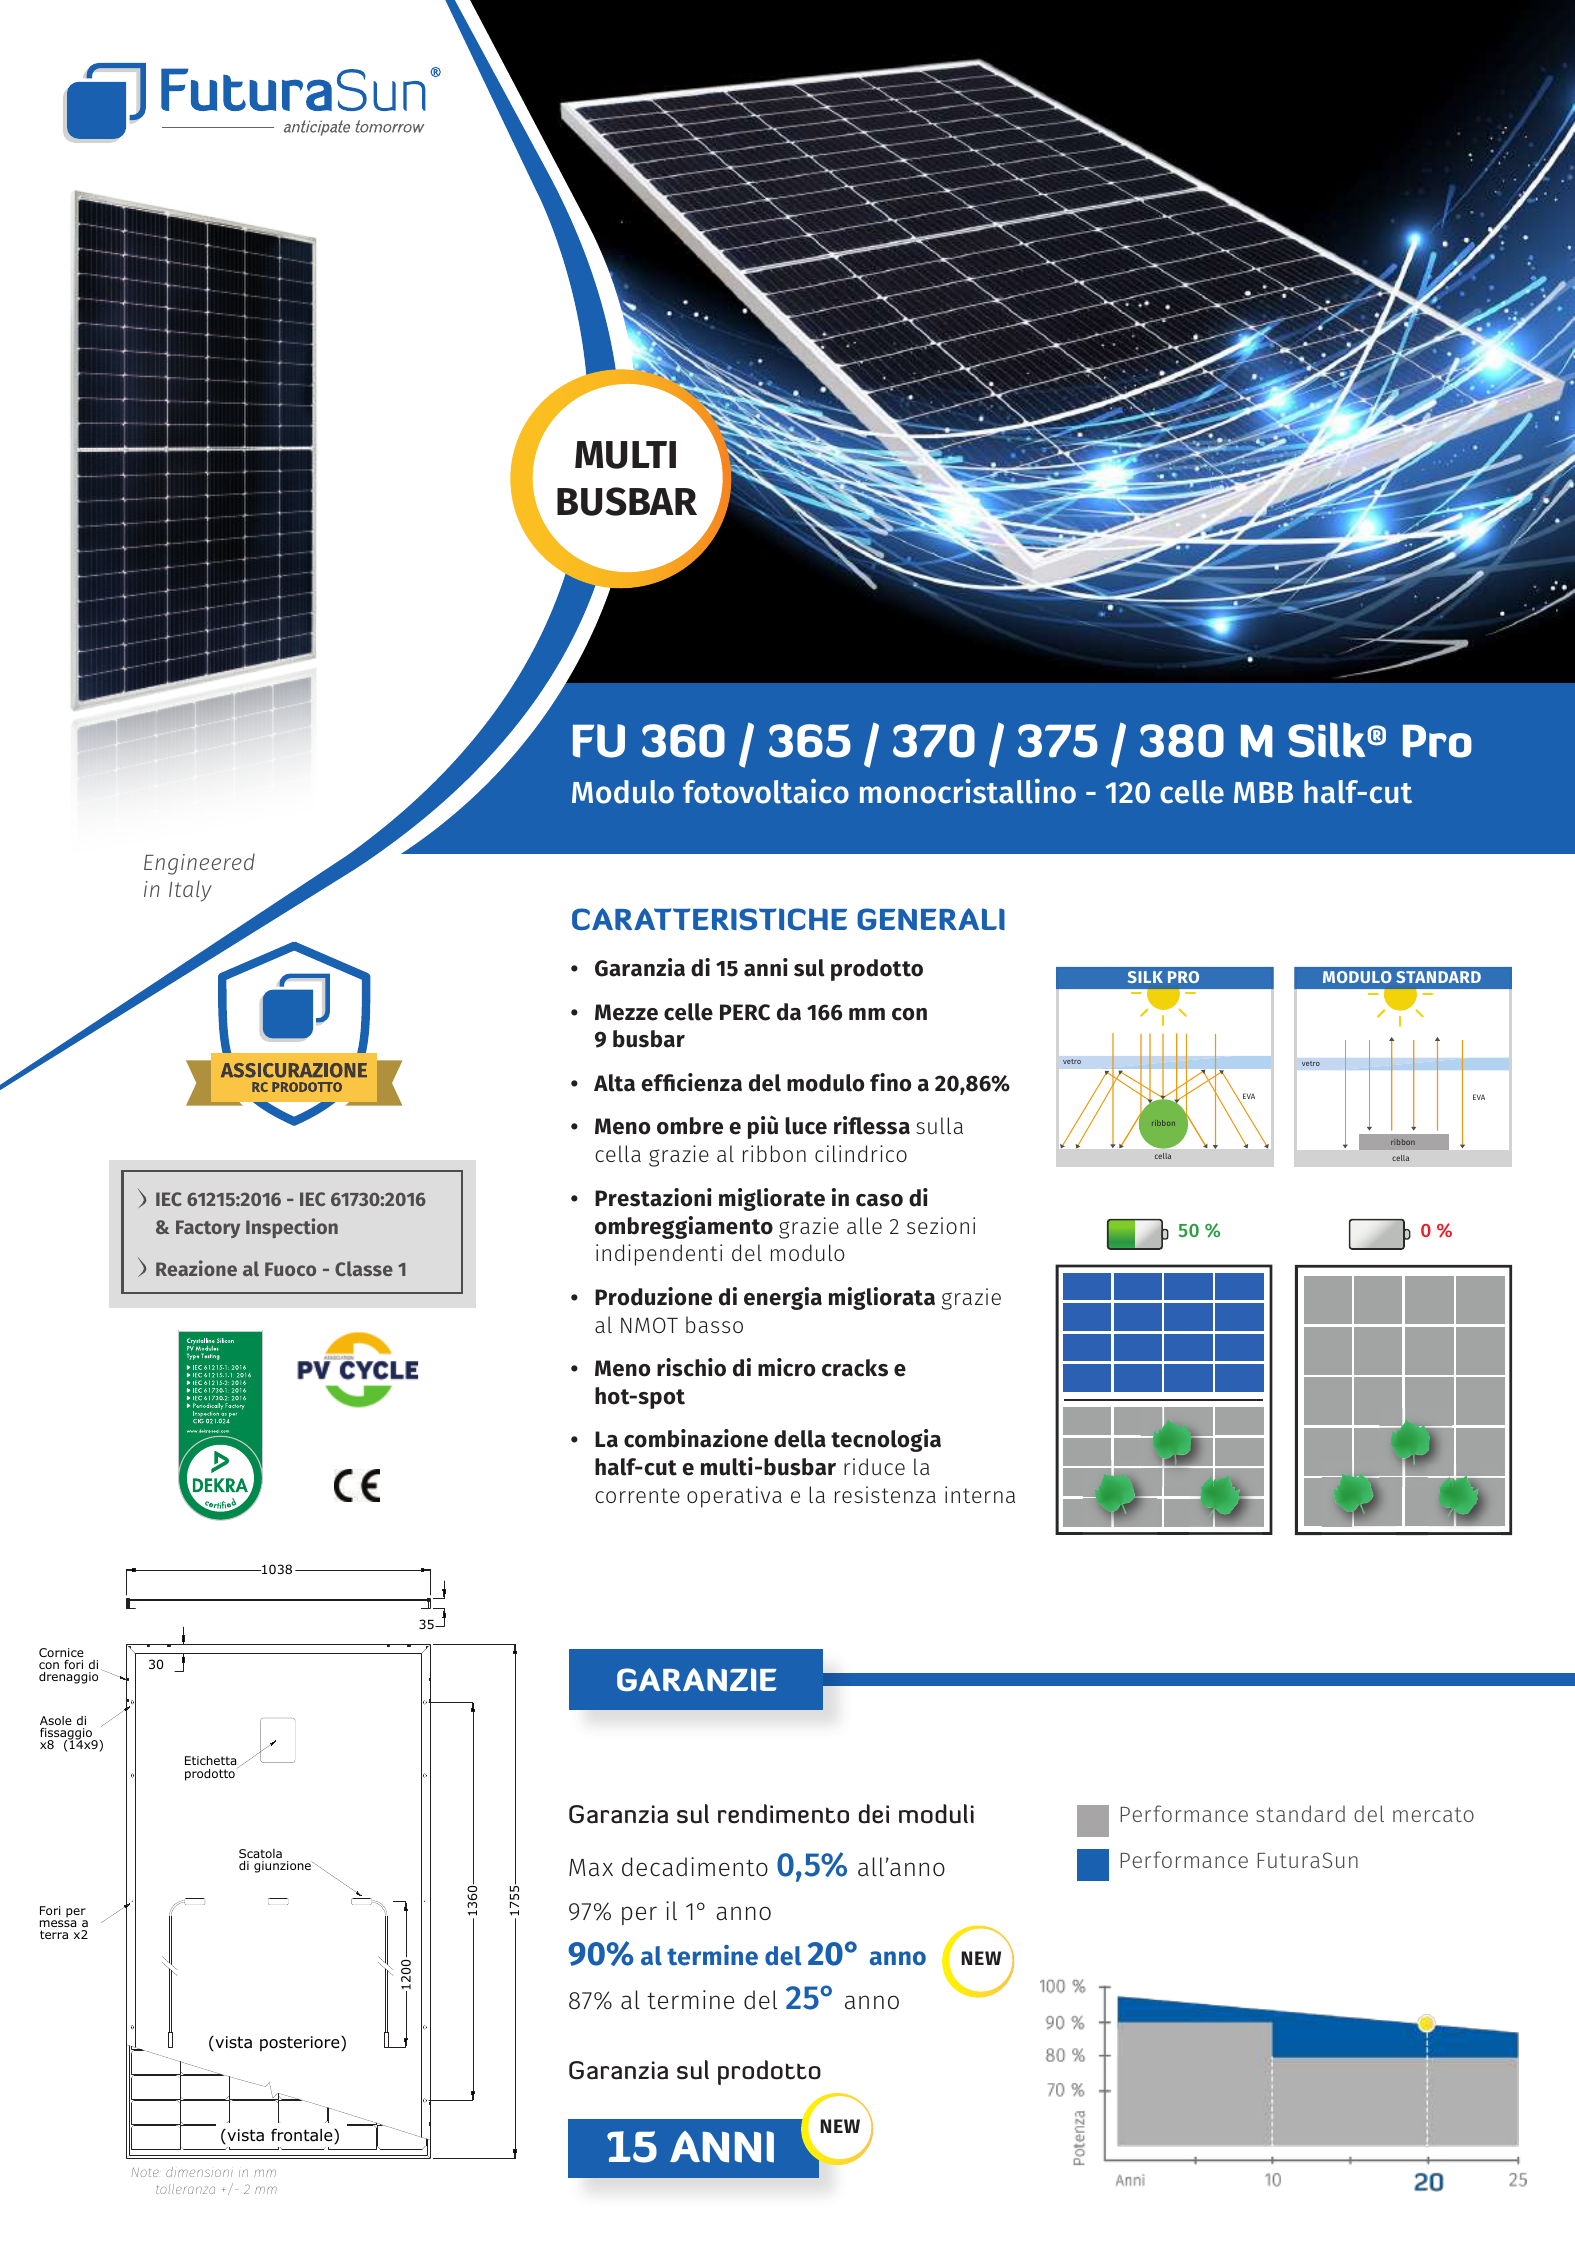 FuturaSun®
anticipate tomorrow
MULTI
BUSBAR
FU 360 / 365 / 370 / 375 / 380 M Silk® Pro
Modulo fotovoltaico monocristallino - 120 celle MBB half-cut
Engineered
in Italy
ASSICURAZIONE
RC PRODOTTO
IEC 61215:2016 - IEC 61730:2016
& Factory Inspection
Reazione al Fuoco - Classe 1
Crystalline Silicon
PV Modules
Type Testing
IEC 61215-1: 2016
IEC 61215-1-1: 2016
IEC 61215-2: 2016
IEC 61730-1: 2016
IEC 61730-2: 2016
Periodically Factory
Inspection as per
CIG 021-024
DEKRA
certified
ASSOCIATION
PV CYCLE
CE
CARATTERISTICHE GENERALI
• Garanzia di 15 anni sul prodotto
• Mezze celle PERC da 166 mm con
9 busbar
• Alta efficienza del modulo fino a 20,86%
• Meno ombre e più luce riflessa sulla
cella grazie al ribbon cilindrico
• Prestazioni migliorate in caso di
ombreggiamento grazie alle 2 sezioni
indipendenti del modulo
• Produzione di energia migliorata grazie
al NMOT basso
• Meno rischio di micro cracks e
hot-spot
• La combinazione della tecnologia
half-cut e multi-busbar riduce la
corrente operativa e la resistenza interna
SILK PRO
vetro
EVA
ribbon
cella
MODULO STANDARD
vetro
EVA
ribbon
cella
50 %
0 %
1038
35
30
Cornice
con fori di
drenaggio
Asole di
fissaggio
x8 (14x9)
Etichetta
prodotto
Scatola
di giunzione
Fori per
messa a
terra x2
1360
1755
1200
(vista posteriore)
(vista frontale)
Note: dimensioni in mm
tolleranza +/- 2 mm
GARANZIE
Garanzia sul rendimento dei moduli
Max decadimento 0,5% all'anno
97% per il 1° anno
90% al termine del 20° anno
NEW
87% al termine del 25° anno
Garanzia sul prodotto
15 ANNI
NEW
Performance standard del mercato
Performance FuturaSun
100 %
90 %
80 %
70 %
Potenza
Anni
10
20
25